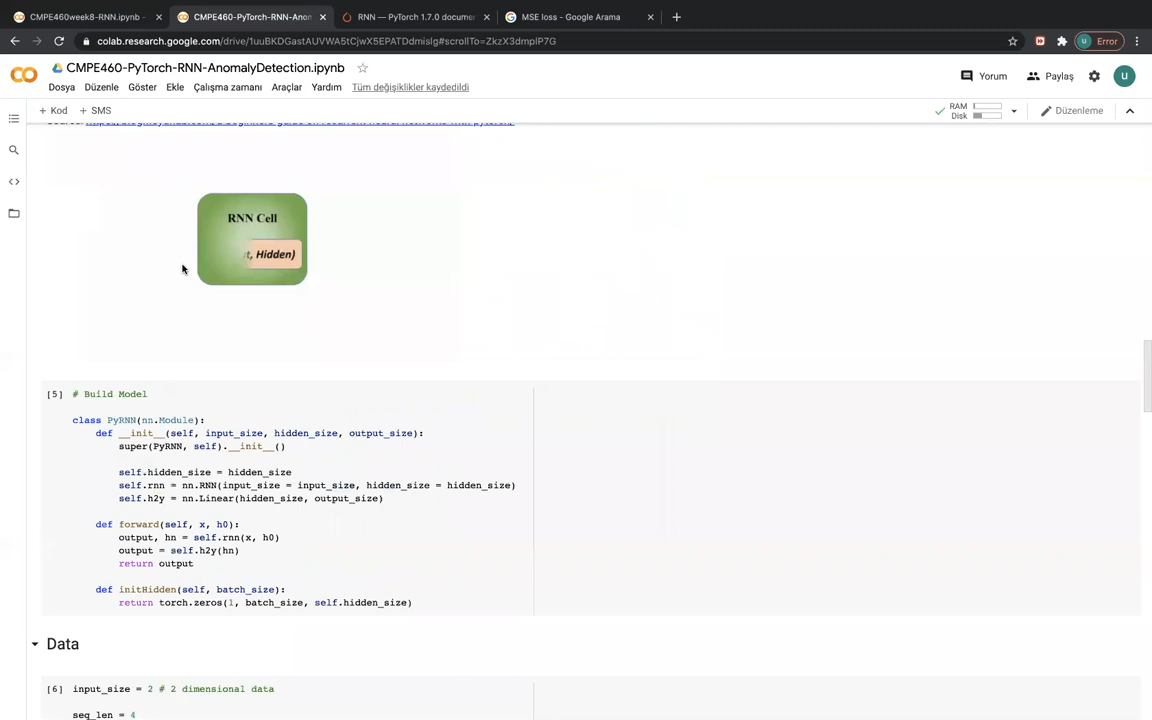 CMPE460week8-RNN.ipynb -
CMPE460-PyTorch-RNN-Anon
RNN — PyTorch 1.7.0 documen
MSE loss - Google Arama
colab.research.google.com/drive/1uuBKDGastAUVWA5tCjwX5EPATDdmislg#scrollTo=ZkzX3dmpIP7G
Error
CMPE460-PyTorch-RNN-AnomalyDetection.ipynb
Dosya Düzenle Göster Ekle Çalışma zamanı Araçlar Yardım Tüm değişiklikler kaydedildi
Yorum
Paylaş
u
+ Kod + SMS
RAM
Disk
Düzenleme
RNN Cell
t, Hidden)
[5] # Build Model
class PyRNN(nn.Module):
def __init__(self, input_size, hidden_size, output_size):
super(PyRNN, self).__init__()
self.hidden_size = hidden_size
self.rnn = nn.RNN(input_size = input_size, hidden_size = hidden_size)
self.h2y = nn.Linear(hidden_size, output_size)
def forward(self, x, h0):
output, hn = self.rnn(x, h0)
output = self.h2y(hn)
return output
def initHidden(self, batch_size):
return torch.zeros(1, batch_size, self.hidden_size)
Data
[6] input_size = 2 # 2 dimensional data
seq_len = 4